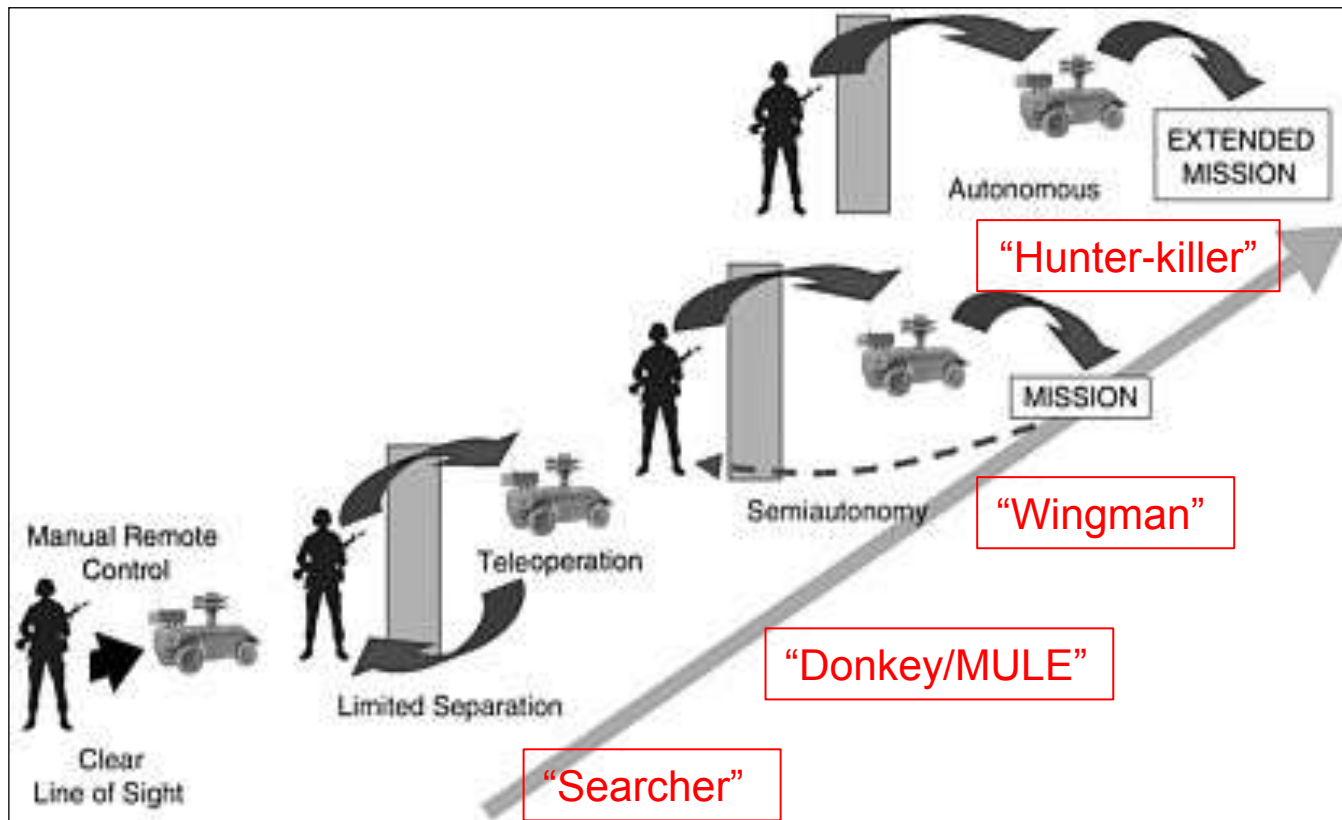 Autonomous
EXTENDED
MISSION
“Hunter-killer”
MISSION
Semiautonomy
“Wingman”
Manual Remote
Control
Teleoperation
Limited Separation
“Donkey/MULE”
Clear
Line of Sight
“Searcher”